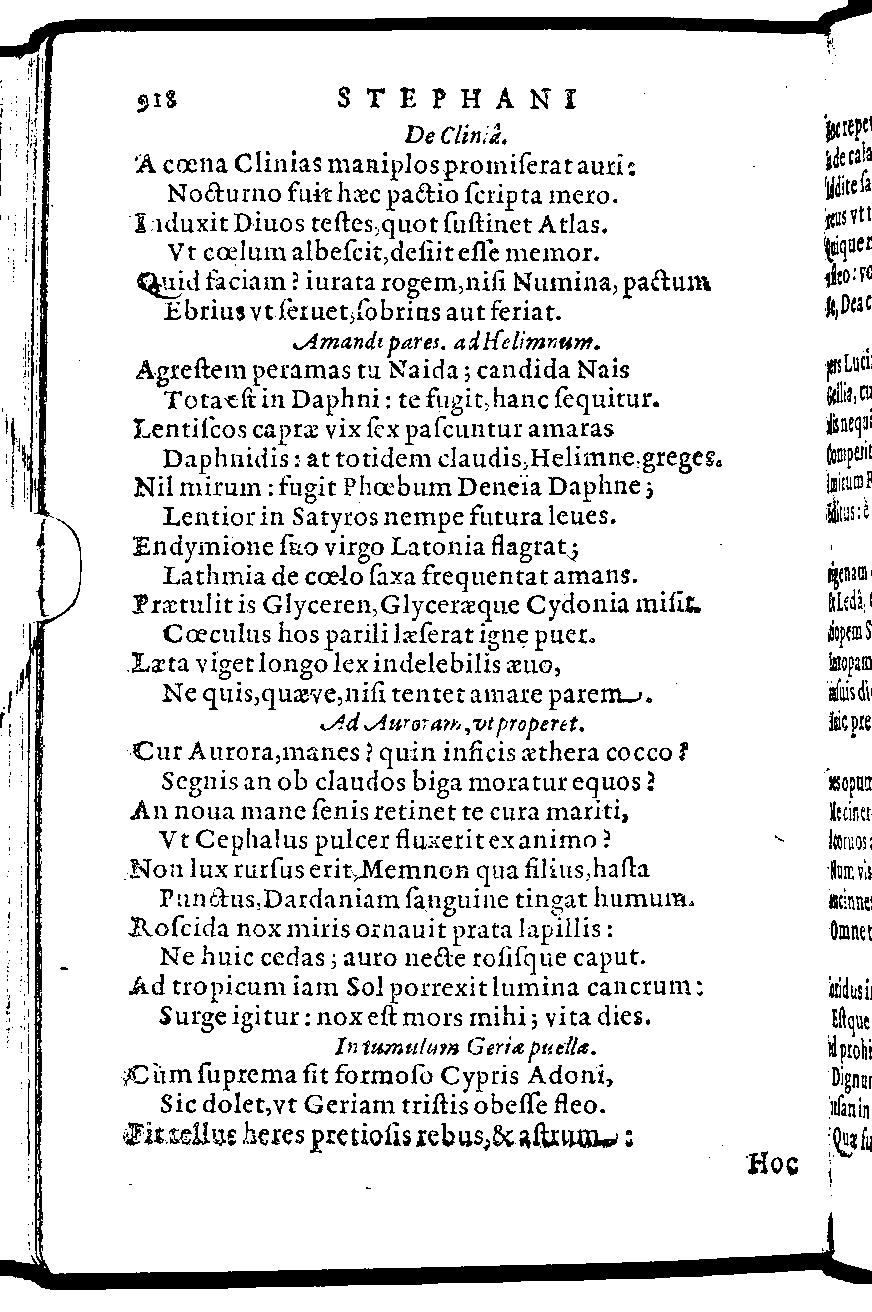 918 STEPHANI
De Cliniâ.
A cœna Clinias maniplos promiſerat auri:
Nocturno fuit hæc pactio ſcripta mero.
Induxit Diuos teſtes, quot ſuſtinet Atlas.
Vt cœlum albeſcit, deſiit eſſe memor.
Quid faciam? iurata rogem, niſi Numina, pactum
Ebrius vt ſeruet, ſobrius aut feriat.
Amandi pares. ad Helimnum.
Agreſtem peramas tu Naida; candida Nais
Tota eſt in Daphni: te fugit, hanc ſequitur.
Lentiſcos capræ vix ſex paſcuntur amaras
Daphnidis: at totidem claudis, Helimne, greges.
Nil mirum: fugit Phœbum Peneïa Daphne;
Lentior in Satyros nempe futura leues.
Endymione ſuo virgo Latonia flagrat;
Lathmia de cœlo ſaxa frequentat amans.
Prætulit is Glyceren, Glyceræque Cydonia miſit.
Cœculus hos parili læſerat igne puer.
Læta viget longo lex indelebilis æuo,
Ne quis, quæve, niſi tentet amare parem.
Ad Auroram, vt properet.
Cur Aurora, manes? quin inficis æthera cocco?
Segnis an ob claudos biga moratur equos?
An noua mane ſenis retinet te cura mariti,
Vt Cephalus pulcer fluxerit ex animo?
Non lux rurſus erit, Memnon qua filius, haſta
Punctus, Dardaniam ſanguine tingat humum.
Roſcida nox miris ornauit prata lapillis:
Ne huic cedas; auro necte roſiſque caput.
Ad tropicum iam Sol porrexit lumina cancrum:
Surge igitur: nox eſt mors mihi; vita dies.
In tumulum Geriæ puellæ.
Cùm ſuprema ſit formoſo Cypris Adoni,
Sic dolet, vt Geriam triſtis obeſſe fleo.
Fit tellus heres pretioſis rebus, & aſtrum:
Hoc